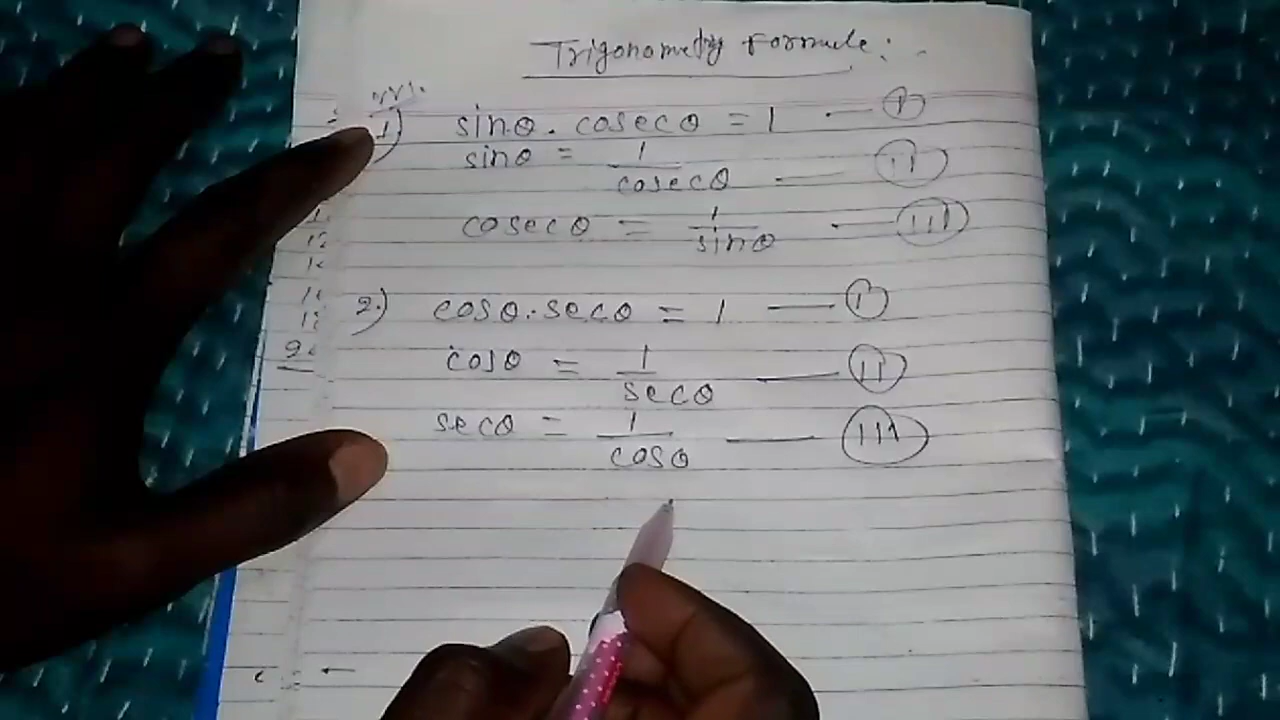 Trigonometry Formule:
1) sinθ. cosecθ = 1 — (I)
sinθ = 1/cosecθ — (II)
cosecθ = 1/sinθ — (III)
2.) cosθ.secθ = 1 — (I)
cosθ = 1/secθ — (II)
secθ = 1/cosθ — (III)